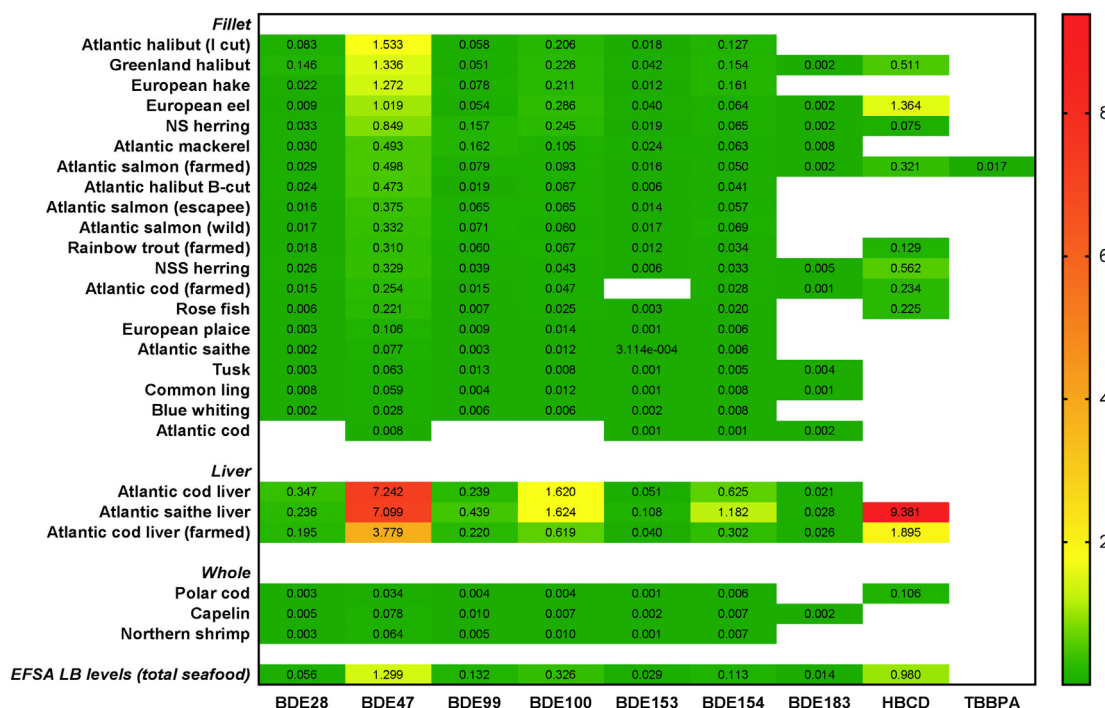 Fillet
Atlantic halibut (I cut) 0.083 1.533 0.058 0.206 0.018 0.127
Greenland halibut 0.146 1.336 0.051 0.226 0.042 0.154 0.002 0.511
European hake 0.022 1.272 0.078 0.211 0.012 0.161
European eel 0.009 1.019 0.054 0.286 0.040 0.064 0.002 1.364
NS herring 0.033 0.849 0.157 0.245 0.019 0.065 0.002 0.075
Atlantic mackerel 0.030 0.493 0.162 0.105 0.024 0.063 0.008
Atlantic salmon (farmed) 0.029 0.498 0.079 0.093 0.016 0.050 0.002 0.321 0.017
Atlantic halibut B-cut 0.024 0.473 0.019 0.067 0.006 0.041
Atlantic salmon (escapee) 0.016 0.375 0.065 0.065 0.014 0.057
Atlantic salmon (wild) 0.017 0.332 0.071 0.060 0.017 0.069
Rainbow trout (farmed) 0.018 0.310 0.060 0.067 0.012 0.034 0.129
NSS herring 0.026 0.329 0.039 0.043 0.006 0.033 0.005 0.562
Atlantic cod (farmed) 0.015 0.254 0.015 0.047 0.028 0.001 0.234
Rose fish 0.006 0.221 0.007 0.025 0.003 0.020 0.225
European plaice 0.003 0.106 0.009 0.014 0.001 0.006
Atlantic saithe 0.002 0.077 0.003 0.012 3.114e-004 0.006
Tusk 0.003 0.063 0.013 0.008 0.001 0.005 0.004
Common ling 0.008 0.059 0.004 0.012 0.001 0.008 0.001
Blue whiting 0.002 0.028 0.006 0.006 0.002 0.008
Atlantic cod 0.008 0.001 0.001 0.002
Liver
Atlantic cod liver 0.347 7.242 0.239 1.620 0.051 0.625 0.021
Atlantic saithe liver 0.236 7.099 0.439 1.624 0.108 1.182 0.028 9.381
Atlantic cod liver (farmed) 0.195 3.779 0.220 0.619 0.040 0.302 0.026 1.895
Whole
Polar cod 0.003 0.034 0.004 0.004 0.001 0.006 0.106
Capelin 0.005 0.078 0.010 0.007 0.002 0.007 0.002
Northern shrimp 0.003 0.064 0.005 0.010 0.001 0.007
EFSA LB levels (total seafood) 0.056 1.299 0.132 0.326 0.029 0.113 0.014 0.980
BDE28 BDE47 BDE99 BDE100 BDE153 BDE154 BDE183 HBCD TBBPA
8
6
4
2